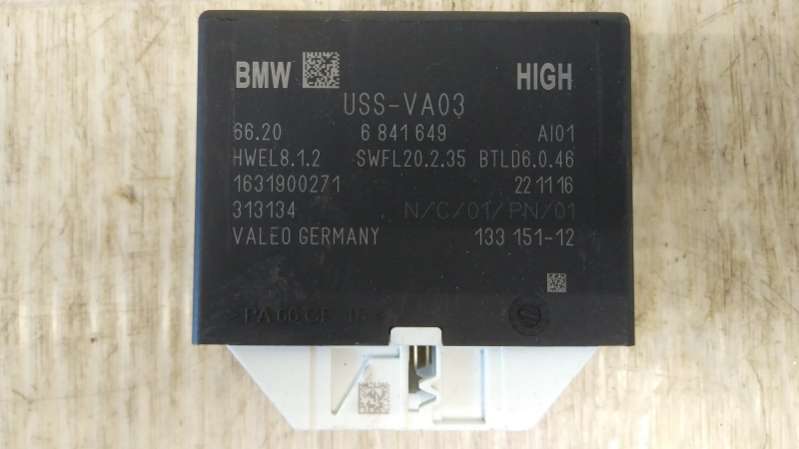 BMW HIGH
USS-VA03
66.20 6 841 649 AI01
HWEL8.1.2 SWFL20.2.35 BTLD6.0.46
1631900271 22 11 16
313134 N/C/01/PN/01
VALEO GERMANY 133 151-12